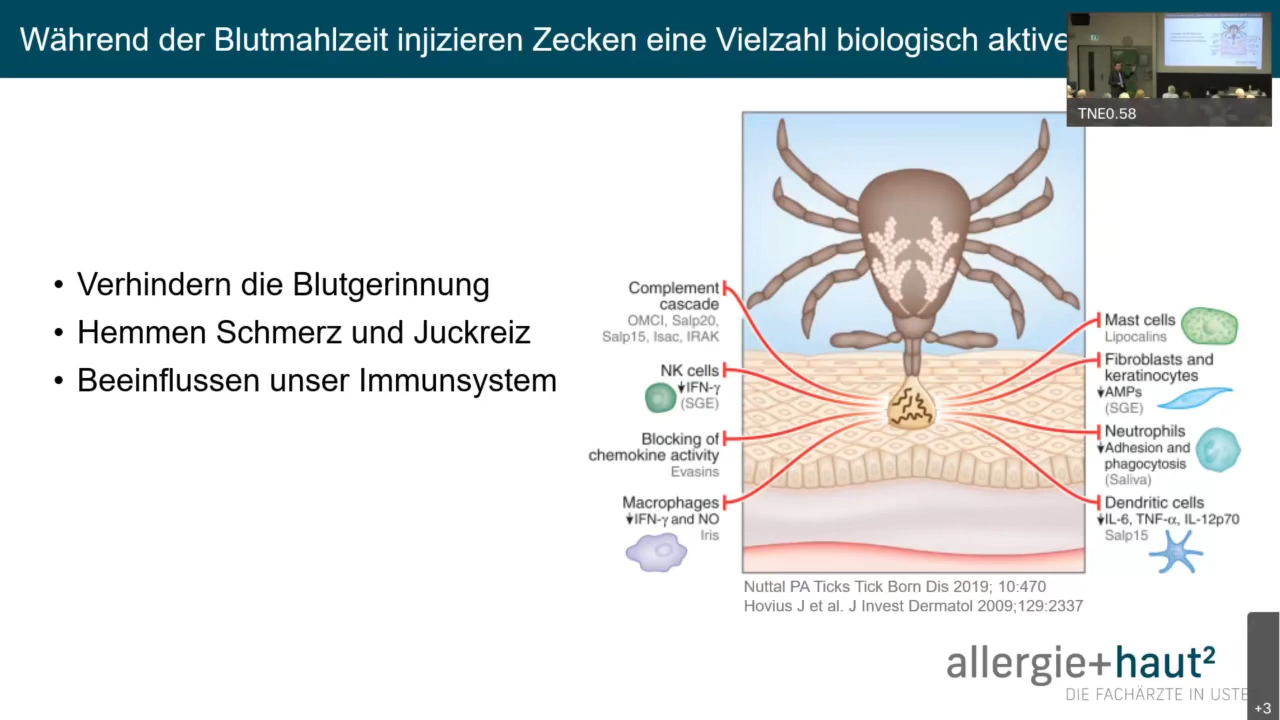 Während der Blutmahlzeit injizieren Zecken eine Vielzahl biologisch aktive
TNE0.58
• Verhindern die Blutgerinnung
• Hemmen Schmerz und Juckreiz
• Beeinflussen unser Immunsystem
Complement
cascade
OMCI, Salp20,
Salp15, Isac, IRAK
NK cells
IFN-γ
(SGE)
Blocking of
chemokine activity
Evasins
Macrophages
IFN-γ and NO
Iris
Mast cells
Lipocalins
Fibroblasts and
keratinocytes
AMPs
(SGE)
Neutrophils
Adhesion and
phagocytosis
(Saliva)
Dendritic cells
IL-6, TNF-α, IL-12p70
Salp15
Nuttal PA Ticks Tick Born Dis 2019; 10:470
Hovius J et al. J Invest Dermatol 2009;129:2337
allergie+haut²
DIE FACHÄRZTE IN USTE
+3